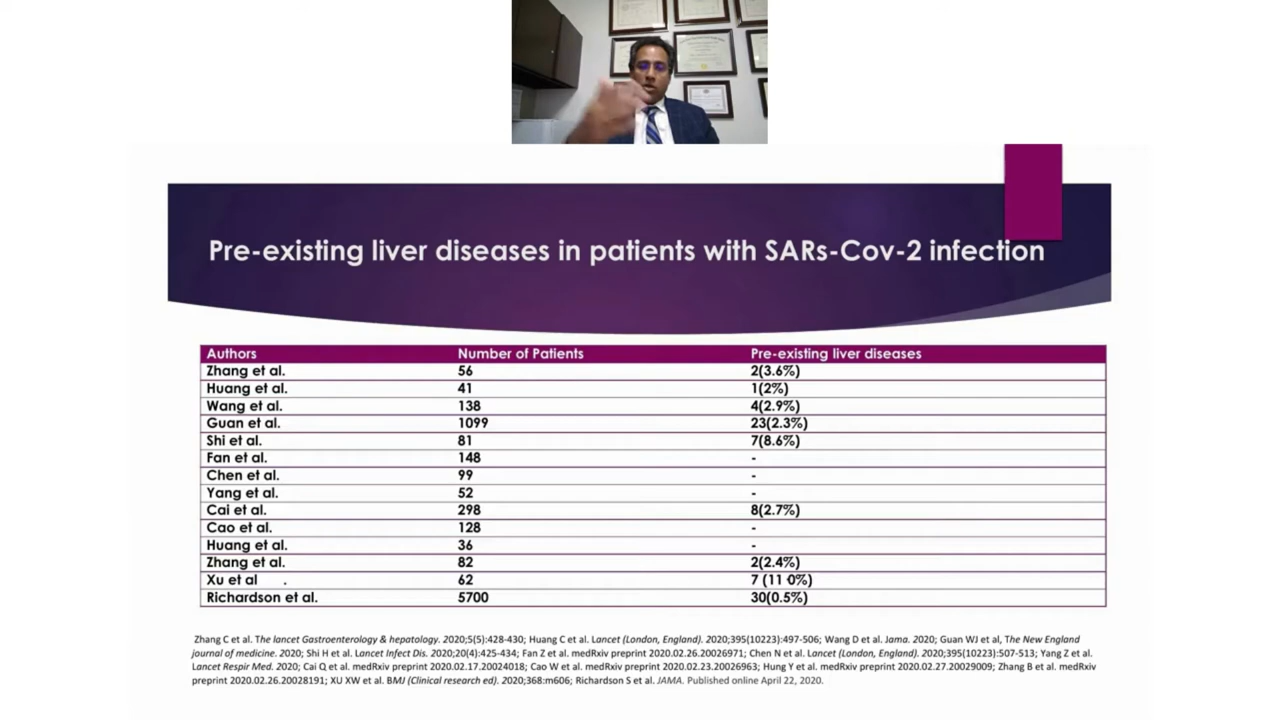 Pre-existing liver diseases in patients with SARs-Cov-2 infection
Authors Number of Patients Pre-existing liver diseases
Zhang et al. 56 2(3.6%)
Huang et al. 41 1(2%)
Wang et al. 138 4(2.9%)
Guan et al. 1099 23(2.3%)
Shi et al. 81 7(8.6%)
Fan et al. 148 -
Chen et al. 99 -
Yang et al. 52 -
Cai et al. 298 8(2.7%)
Cao et al. 128 -
Huang et al. 36 -
Zhang et al. 82 2(2.4%)
Xu et al . 62 7 (11·0%)
Richardson et al. 5700 30(0.5%)
Zhang C et al. The lancet Gastroenterology & hepatology. 2020;5(5):428-430; Huang C et al. Lancet (London, England). 2020;395(10223):497-506; Wang D et al. Jama. 2020; Guan WJ et al, The New England
journal of medicine. 2020; Shi H et al. Lancet Infect Dis. 2020;20(4):425-434; Fan Z et al. medRxiv preprint 2020.02.26.20026971; Chen N et al. Lancet (London, England). 2020;395(10223):507-513; Yang Z et al.
Lancet Respir Med. 2020; Cai Q et al. medRxiv preprint 2020.02.17.20024018; Cao W et al. medRxiv preprint 2020.02.23.20026963; Hung Y et al. medRxiv preprint 2020.02.27.20029009; Zhang B et al. medRxiv
preprint 2020.02.26.20028191; XU XW et al. BMJ (Clinical research ed). 2020;368:m606; Richardson S et al. JAMA. Published online April 22, 2020.